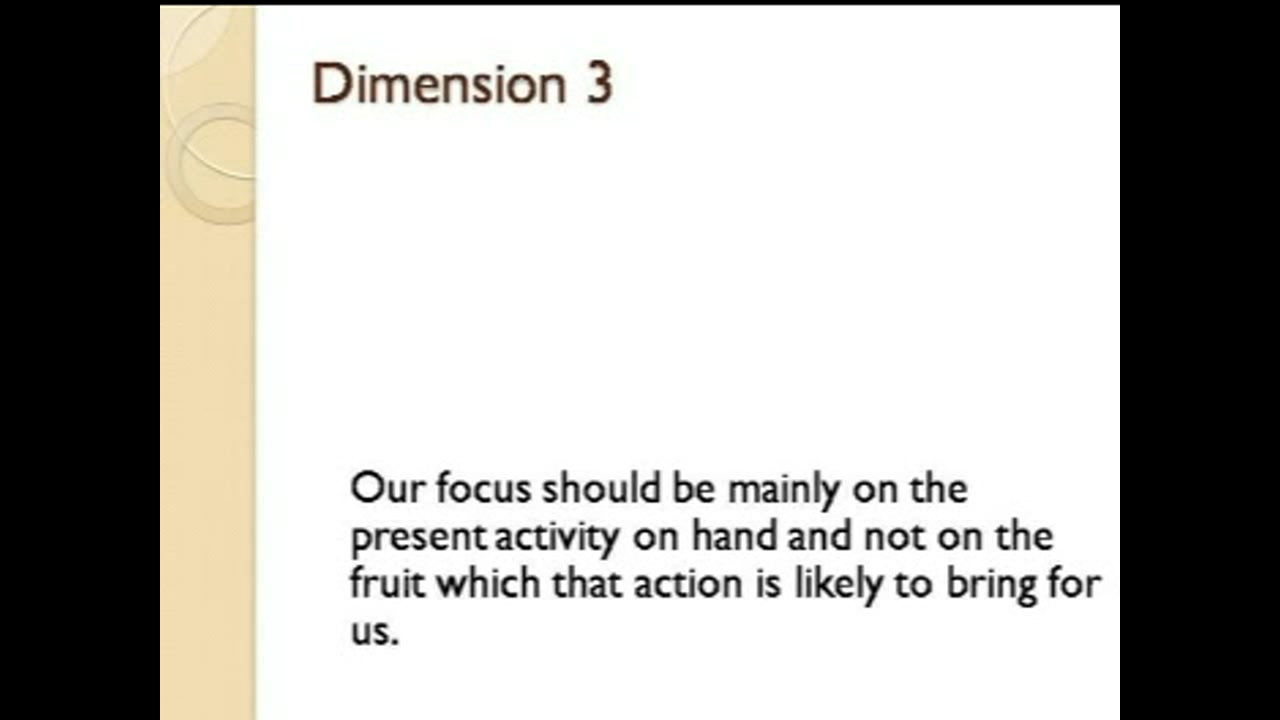 Dimension 3
Our focus should be mainly on the
present activity on hand and not on the
fruit which that action is likely to bring for
us.